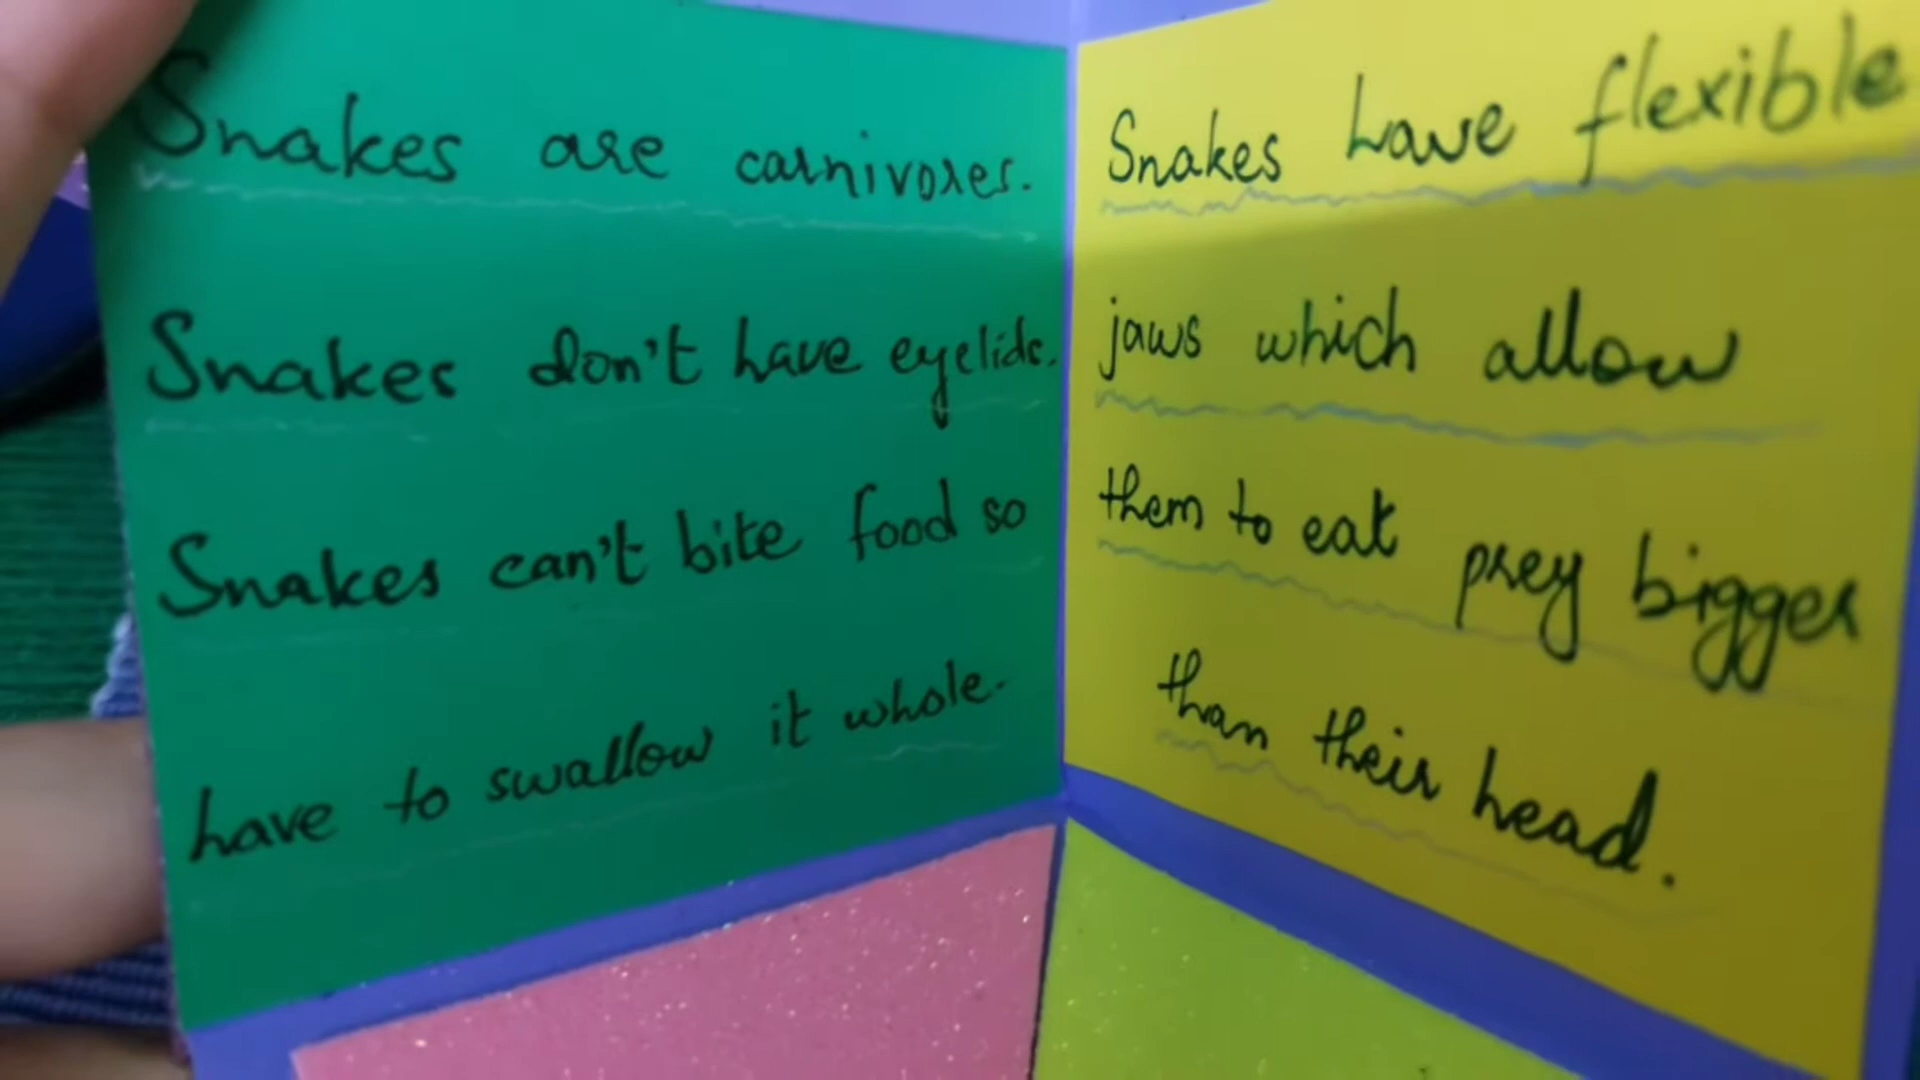 Snakes are carnivores.
Snakes don't have eyelids.
Snakes can't bite food so
have to swallow it whole.
Snakes have flexible
jaws which allow
them to eat prey bigger
than their head.